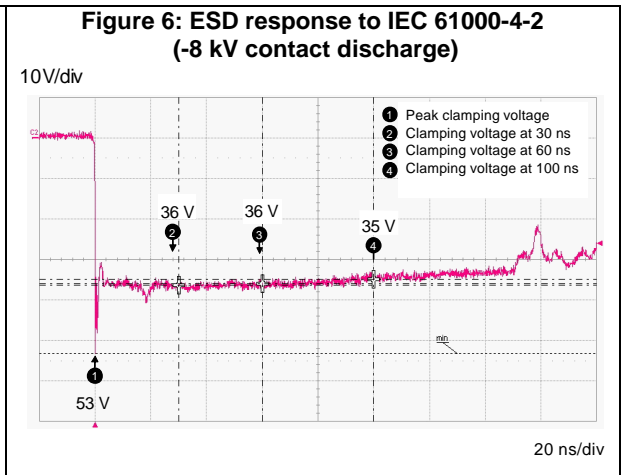 Figure 6: ESD response to IEC 61000-4-2
(-8 kV contact discharge)
10V/div
C2
1 Peak clamping voltage
2 Clamping voltage at 30 ns
3 Clamping voltage at 60 ns
4 Clamping voltage at 100 ns
36 V
36 V
35 V
2
3
4
min
1
53 V
20 ns/div